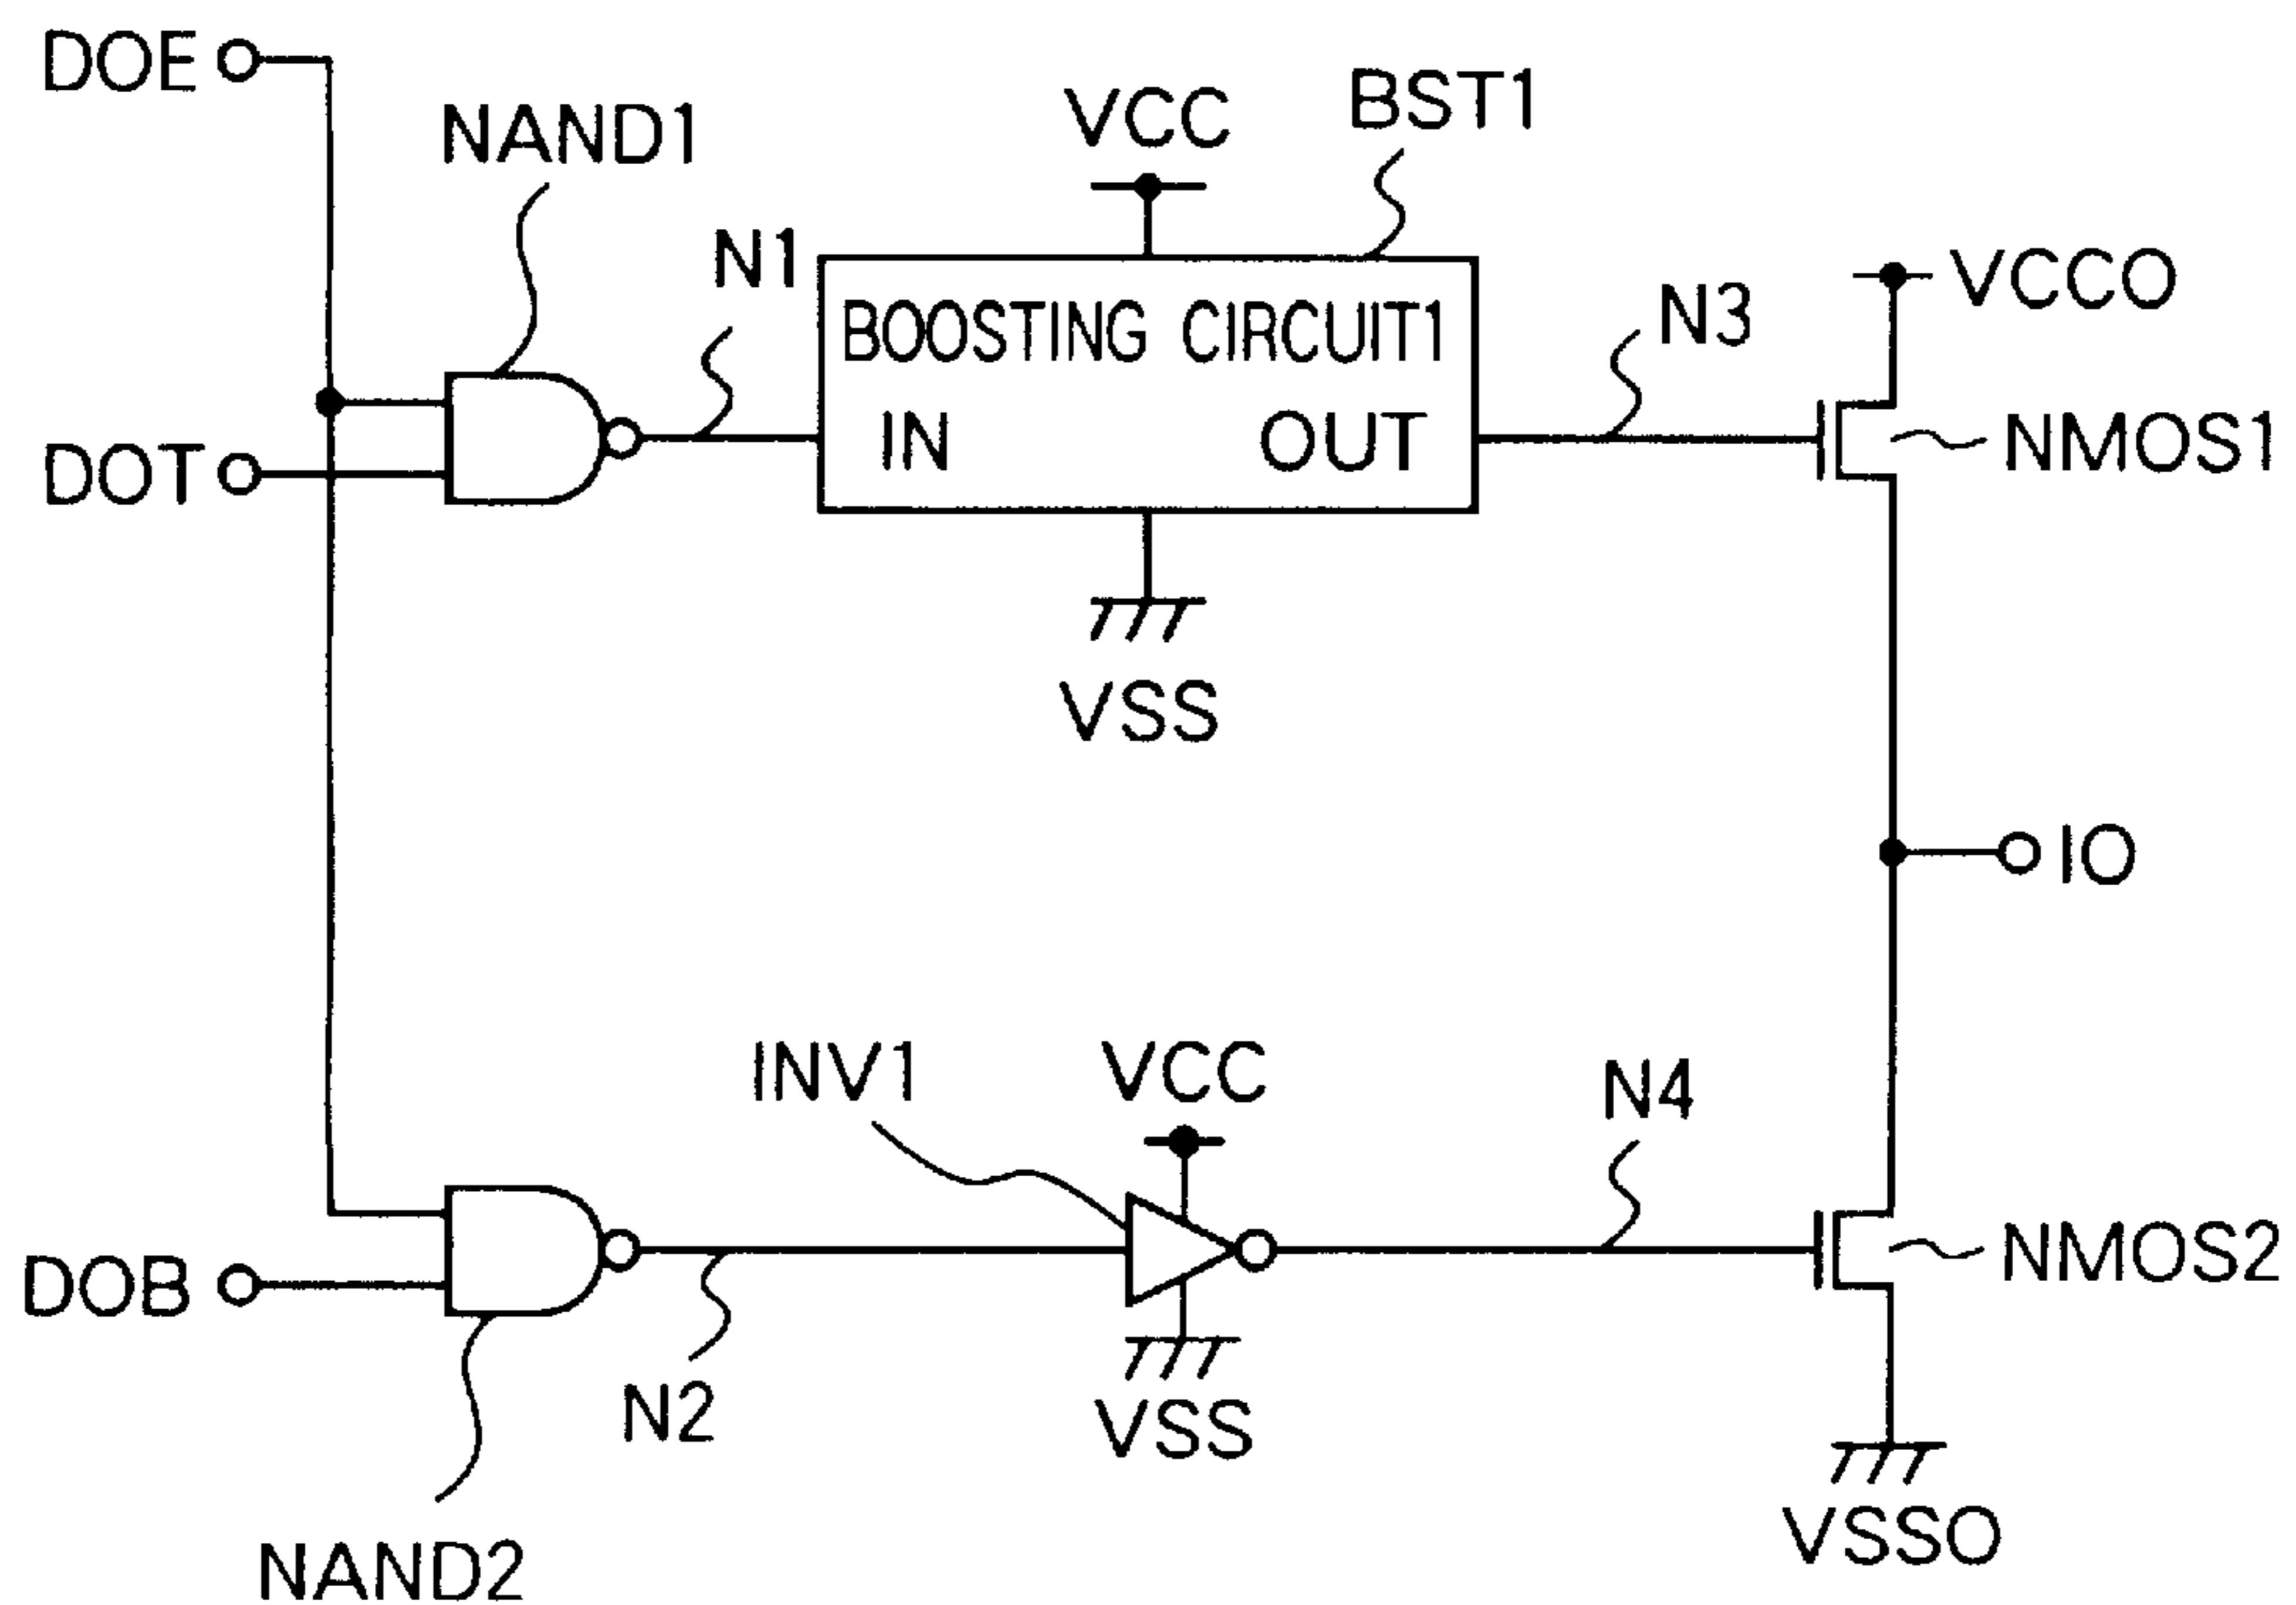 DOE
NAND1
VCC
BST1
N1
VCCO
N3
BOOSTING CIRCUIT1
IN OUT
NMOS1
DOT
VSS
IO
INV1
VCC
N4
NMOS2
DOB
N2
VSS
VSSO
NAND2